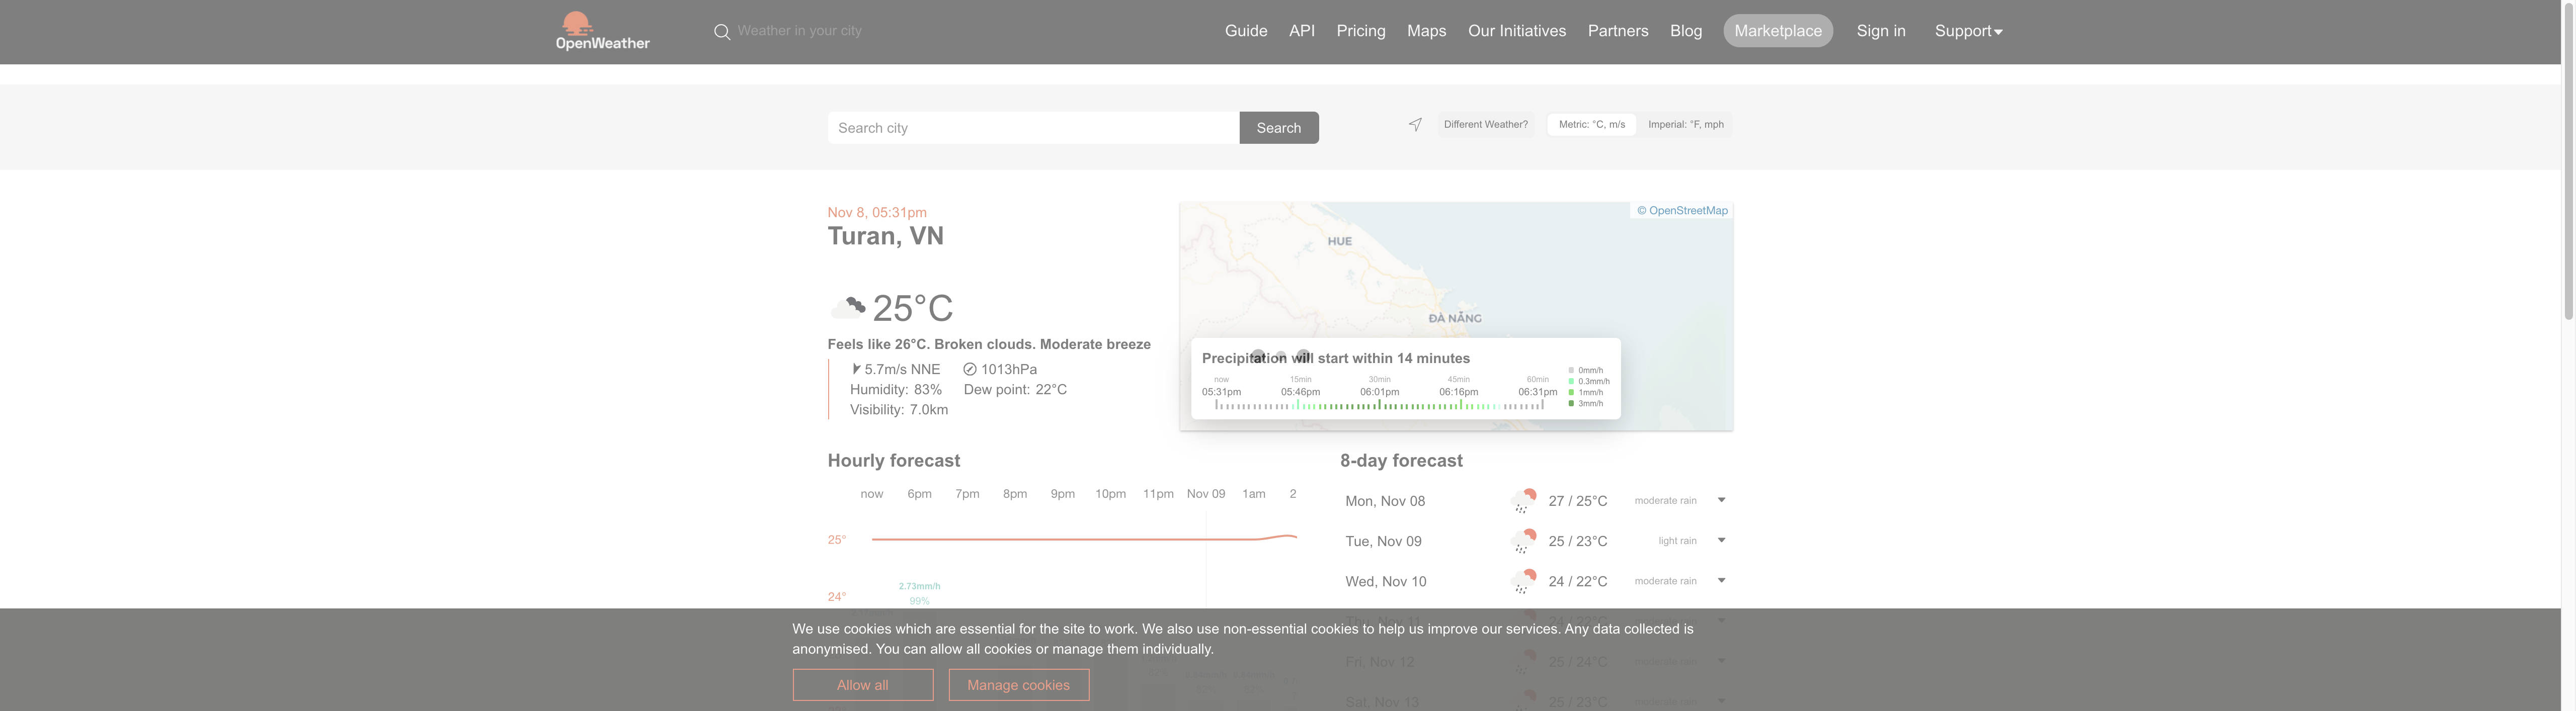 OpenWeather
Weather in your city
Guide API Pricing Maps Our Initiatives Partners Blog Marketplace Sign in Support
Search city
Search
Different Weather?
Metric: °C, m/s
Imperial: °F, mph
Nov 8, 05:31pm
Turan, VN
25°C
Feels like 26°C. Broken clouds. Moderate breeze
5.7m/s NNE 1013hPa
Humidity: 83% Dew point: 22°C
Visibility: 7.0km
© OpenStreetMap
HUE
ĐÀ NẴNG
Precipitation will start within 14 minutes
now 15min 30min 45min 60min
05:31pm 05:46pm 06:01pm 06:16pm 06:31pm
0mm/h
0.3mm/h
1mm/h
3mm/h
Hourly forecast
now 6pm 7pm 8pm 9pm 10pm 11pm Nov 09 1am 2
25°
2.73mm/h
24°
99%
8-day forecast
Mon, Nov 08 27 / 25°C moderate rain
Tue, Nov 09 25 / 23°C light rain
Wed, Nov 10 24 / 22°C moderate rain
Fri, Nov 12 25 / 24°C
Sat, Nov 13 25 / 23°C
We use cookies which are essential for the site to work. We also use non-essential cookies to help us improve our services. Any data collected is
anonymised. You can allow all cookies or manage them individually.
Allow all
Manage cookies